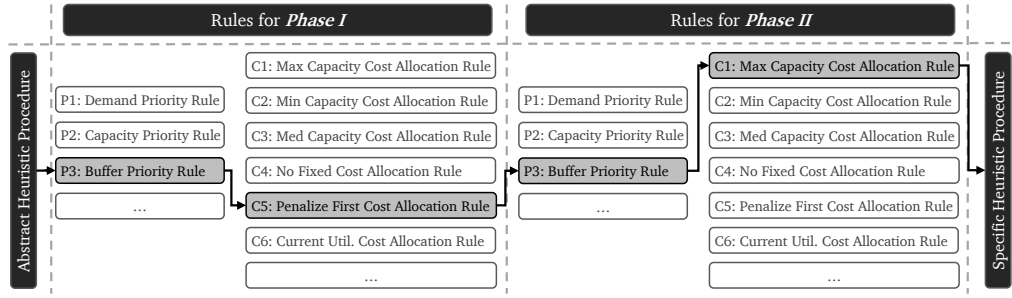 Rules for Phase I
Rules for Phase II
Abstract Heuristic Procedure
P1: Demand Priority Rule
P2: Capacity Priority Rule
P3: Buffer Priority Rule
...
C1: Max Capacity Cost Allocation Rule
C2: Min Capacity Cost Allocation Rule
C3: Med Capacity Cost Allocation Rule
C4: No Fixed Cost Allocation Rule
C5: Penalize First Cost Allocation Rule
C6: Current Util. Cost Allocation Rule
...
P1: Demand Priority Rule
P2: Capacity Priority Rule
P3: Buffer Priority Rule
...
C1: Max Capacity Cost Allocation Rule
C2: Min Capacity Cost Allocation Rule
C3: Med Capacity Cost Allocation Rule
C4: No Fixed Cost Allocation Rule
C5: Penalize First Cost Allocation Rule
C6: Current Util. Cost Allocation Rule
...
Specific Heuristic Procedure